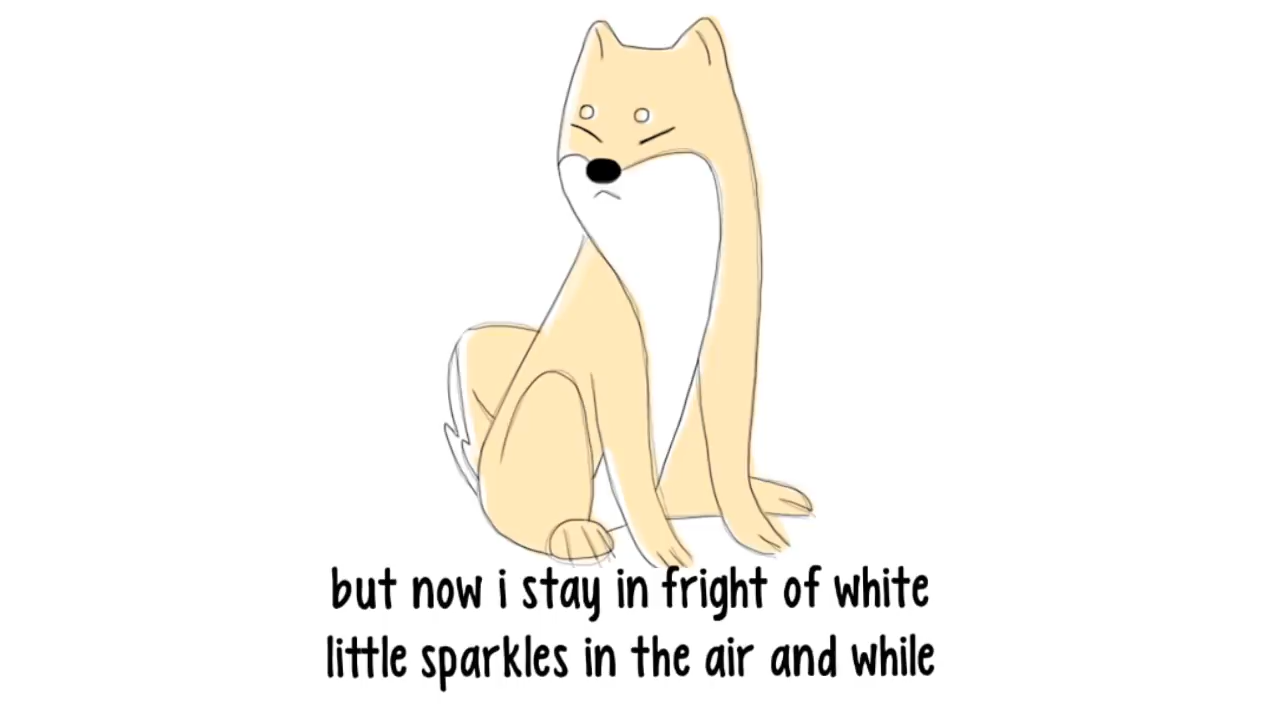 but now i stay in fright of white
little sparkles in the air and while